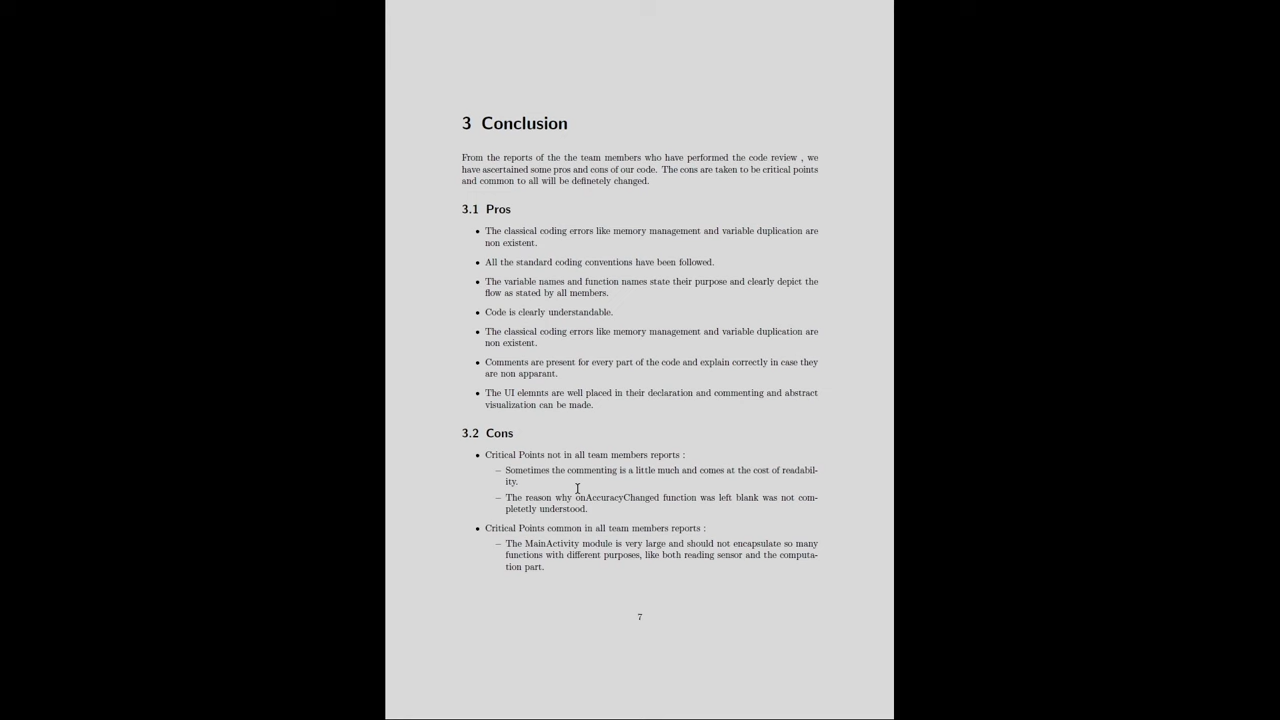 3 Conclusion
From the reports of the the team members who have performed the code review , we
have ascertained some pros and cons of our code. The cons are taken to be critical points
and common to all will be definetely changed.
3.1 Pros
• The classical coding errors like memory management and variable duplication are
non existent.
• All the standard coding conventions have been followed.
• The variable names and function names state their purpose and clearly depict the
flow as stated by all members.
• Code is clearly understandable.
• The classical coding errors like memory management and variable duplication are
non existent.
• Comments are present for every part of the code and explain correctly in case they
are non apparant.
• The UI elemnts are well placed in their declaration and commenting and abstract
visualization can be made.
3.2 Cons
• Critical Points not in all team members reports :
– Sometimes the commenting is a little much and comes at the cost of readabil-
ity.
– The reason why onAccuracyChanged function was left blank was not com-
pletetly understood.
• Critical Points common in all team members reports :
– The MainActivity module is very large and should not encapsulate so many
functions with different purposes, like both reading sensor and the computa-
tion part.
7